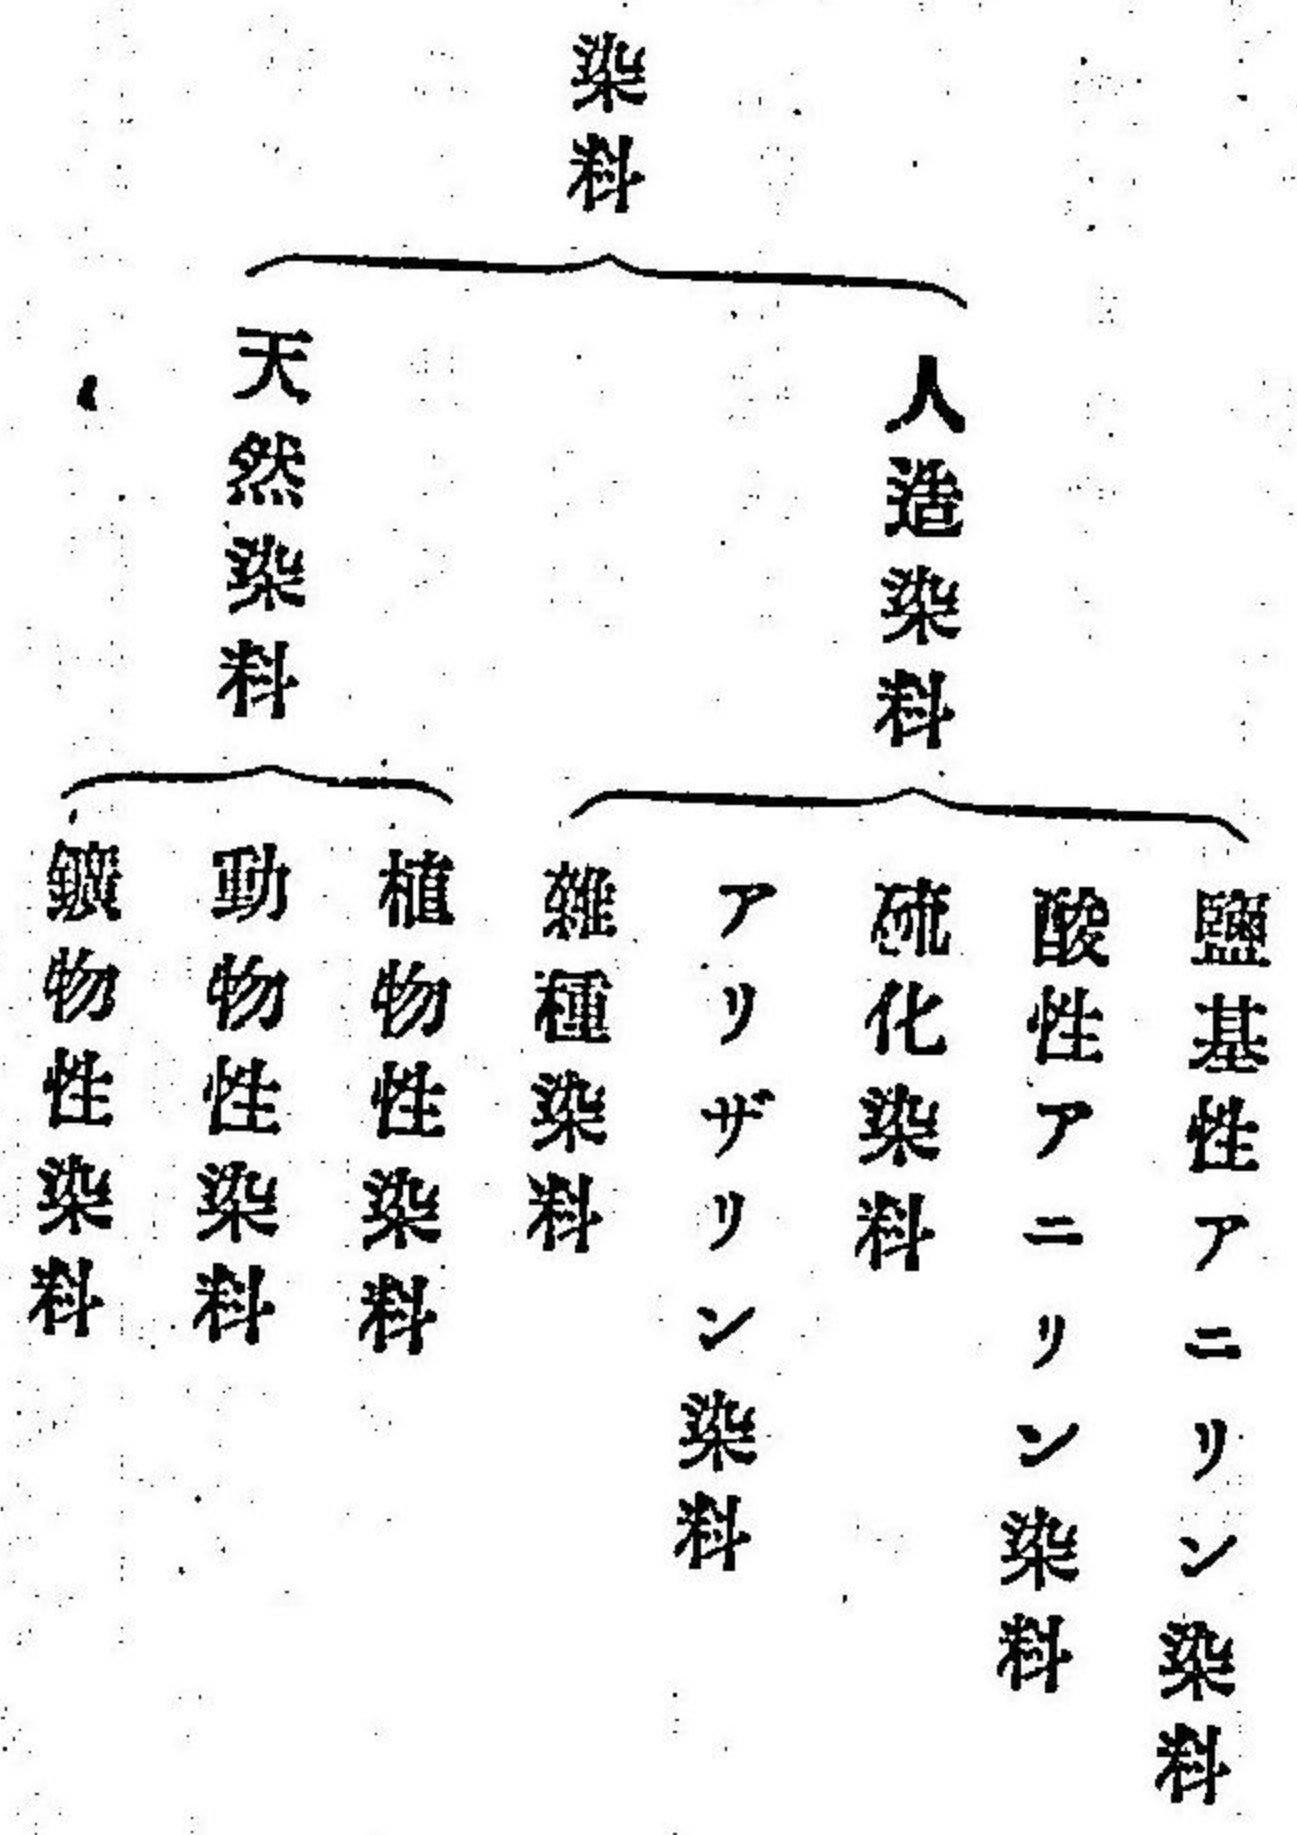 染料
人造染料
鹽基性アニリン染料
酸性アニリン染料
硫化染料
アリザリン染料
雜種染料
天然染料
植物性染料
動物性染料
鑛物性染料